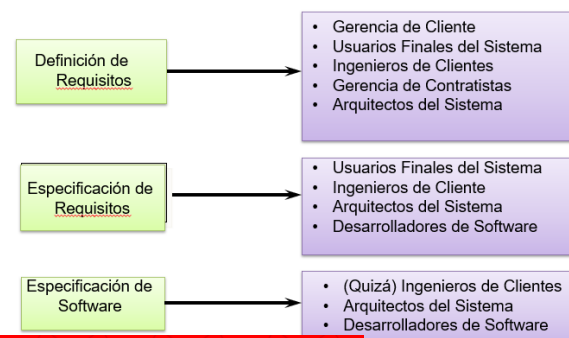 Definición de
Requisitos
• Gerencia de Cliente
• Usuarios Finales del Sistema
• Ingenieros de Clientes
• Gerencia de Contratistas
• Arquitectos del Sistema
Especificación de
Requisitos
• Usuarios Finales del Sistema
• Ingenieros de Cliente
• Arquitectos del Sistema
• Desarrolladores de Software
Especificación de
Software
• (Quizá) Ingenieros de Clientes
• Arquitectos del Sistema
• Desarrolladores de Software